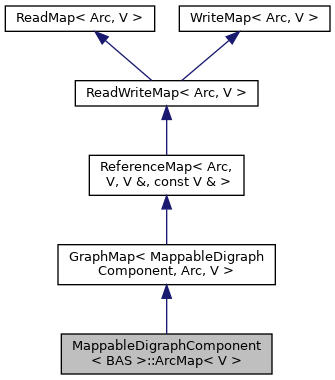 ReadMap< Arc, V >
WriteMap< Arc, V >
ReadWriteMap< Arc, V >
ReferenceMap< Arc,
V, V &, const V & >
GraphMap< MappableDigraph
Component, Arc, V >
MappableDigraphComponent
< BAS >::ArcMap< V >